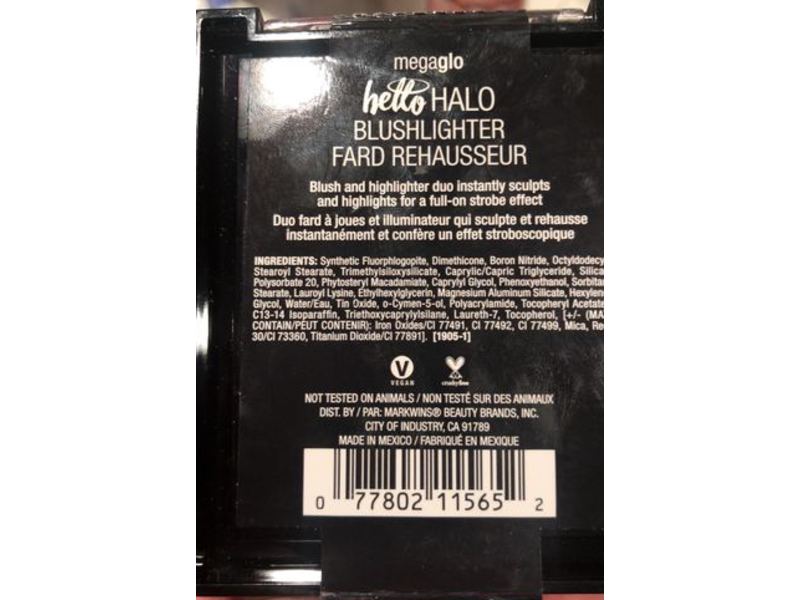 megaglo
hello HALO
BLUSHLIGHTER
FARD REHAUSSEUR
Blush and highlighter duo instantly sculpts
and highlights for a full-on strobe effect
Duo fard à joues et illuminateur qui sculpte et rehausse
instantanément et confère un effet stroboscopique
INGREDIENTS: Synthetic Fluorphlogopite, Dimethicone, Boron Nitride, Octyldodecy
Stearoyl Stearate, Trimethylsiloxysilicate, Caprylic/Capric Triglyceride, Silica
Polysorbate 20, Phytosteryl Macadamiate, Caprylyl Glycol, Phenoxyethanol, Sorbitan
Stearate, Lauroyl Lysine, Ethylhexylglycerin, Magnesium Aluminum Silicate, Hexylen
Glycol, Water/Eau, Tin Oxide, o-Cymen-5-ol, Polyacrylamide, Tocopheryl Acetate
C13-14 Isoparaffin, Triethoxycaprylylsilane, Laureth-7, Tocopherol, [+/- (MA
CONTAIN/PEUT CONTENIR): Iron Oxides/CI 77491, CI 77492, CI 77499, Mica, Re
30/CI 73360, Titanium Dioxide/CI 77891]. [1905-1]
V
VEGAN
crueltyfree
NOT TESTED ON ANIMALS / NON TESTÉ SUR DES ANIMAUX
DIST. BY / PAR: MARKWINS® BEAUTY BRANDS, INC.
CITY OF INDUSTRY, CA 91789
MADE IN MEXICO / FABRIQUÉ EN MEXIQUE
0 77802 11565 2